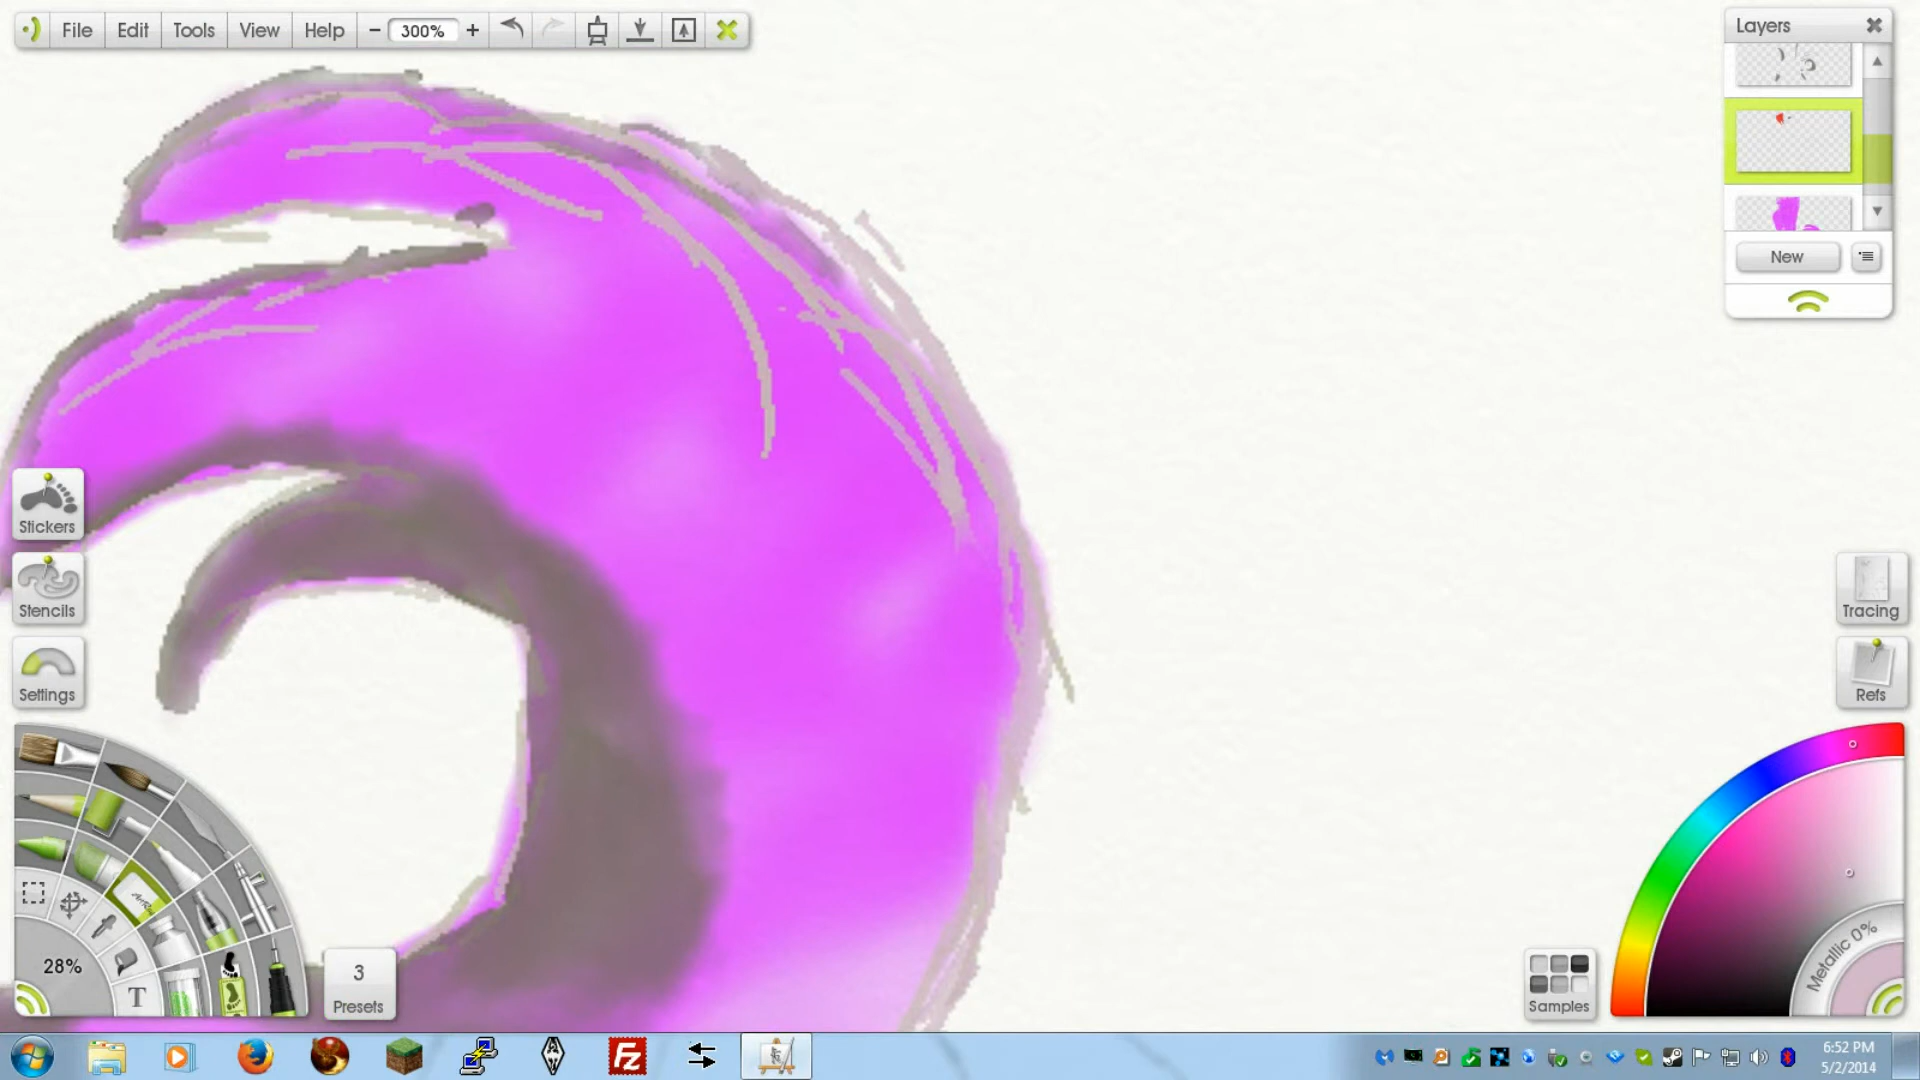 File Edit Tools View Help − 300% +
Layers
New
Stickers
Stencils
Settings
Tracing
Refs
28%
T
3
Presets
Metallic 0%
Samples
FZ
6:52 PM
5/2/2014